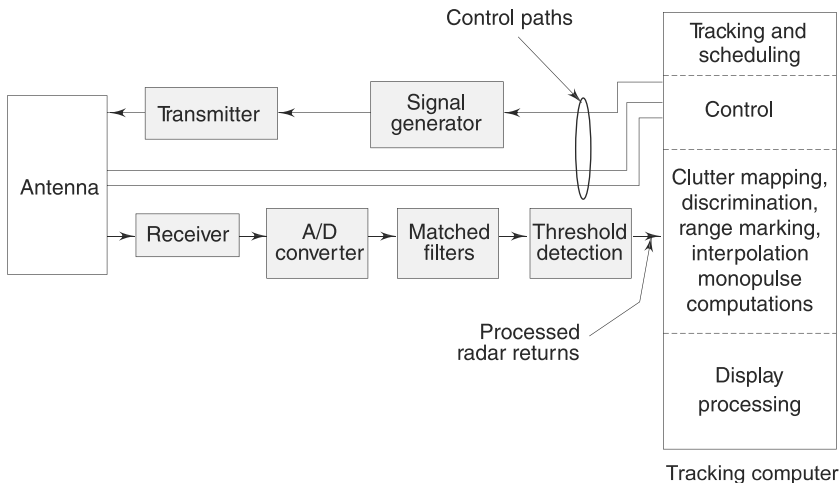 Control paths
Tracking and
scheduling
Transmitter
Signal
generator
Control
Antenna
Clutter mapping,
discrimination,
range marking,
interpolation
monopulse
computations
Receiver
A/D
converter
Matched
filters
Threshold
detection
Processed
radar returns
Display
processing
Tracking computer